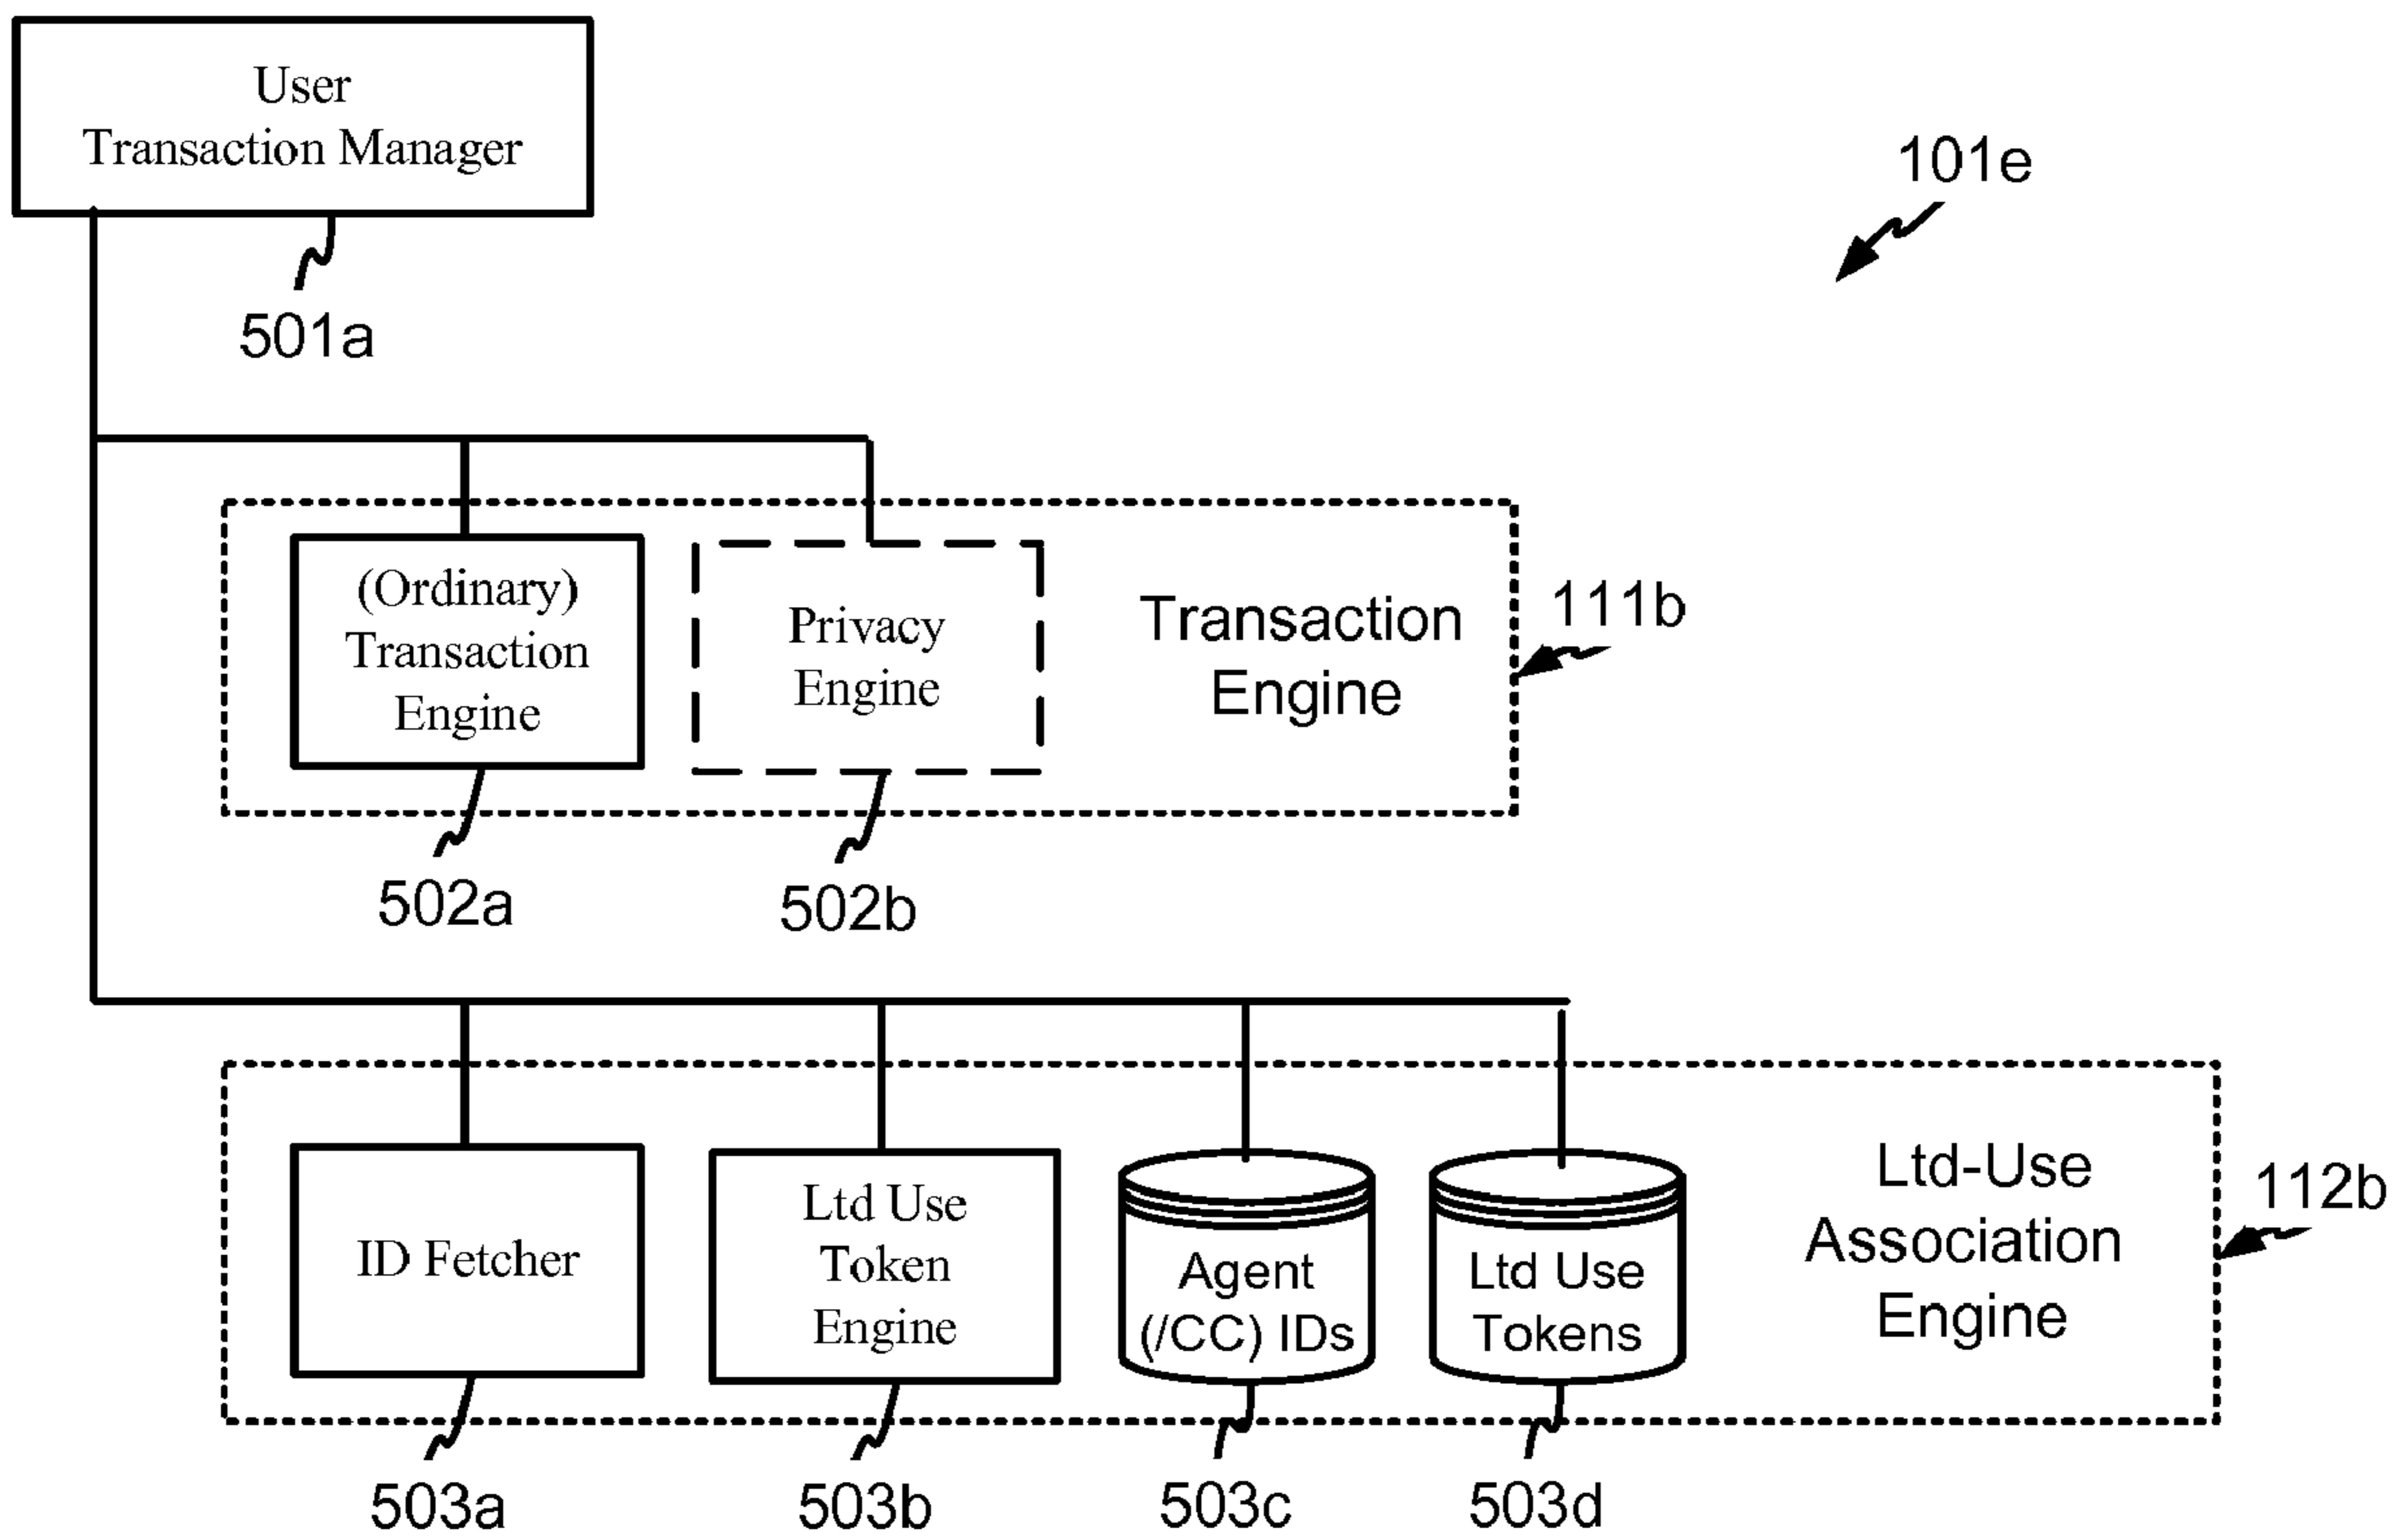 User
Transaction Manager
501a
101e
(Ordinary)
Transaction
Engine
502a
Privacy
Engine
502b
Transaction
Engine
111b
ID Fetcher
503a
Ltd Use
Token
Engine
503b
Agent
(/CC) IDs
503c
Ltd Use
Tokens
503d
Ltd-Use
Association
Engine
112b